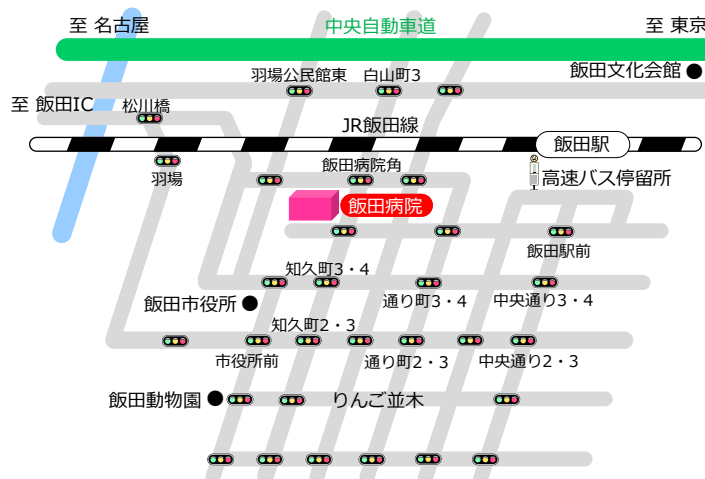 至 名古屋
中央自動車道
至 東京
羽場公民館東
白山町3
飯田文化会館
至 飯田IC
松川橋
JR飯田線
飯田駅
羽場
飯田病院角
高速バス停留所
飯田病院
飯田駅前
知久町3・4
飯田市役所
通り町3・4
中央通り3・4
知久町2・3
市役所前
通り町2・3
中央通り2・3
飯田動物園
りんご並木